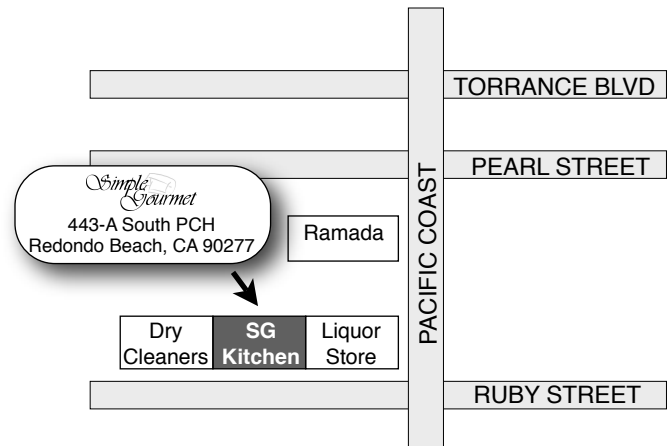 TORRANCE BLVD
PEARL STREET
Simple
Gourmet
443-A South PCH
Redondo Beach, CA 90277
Ramada
PACIFIC COAST
Dry
Cleaners
SG
Kitchen
Liquor
Store
RUBY STREET